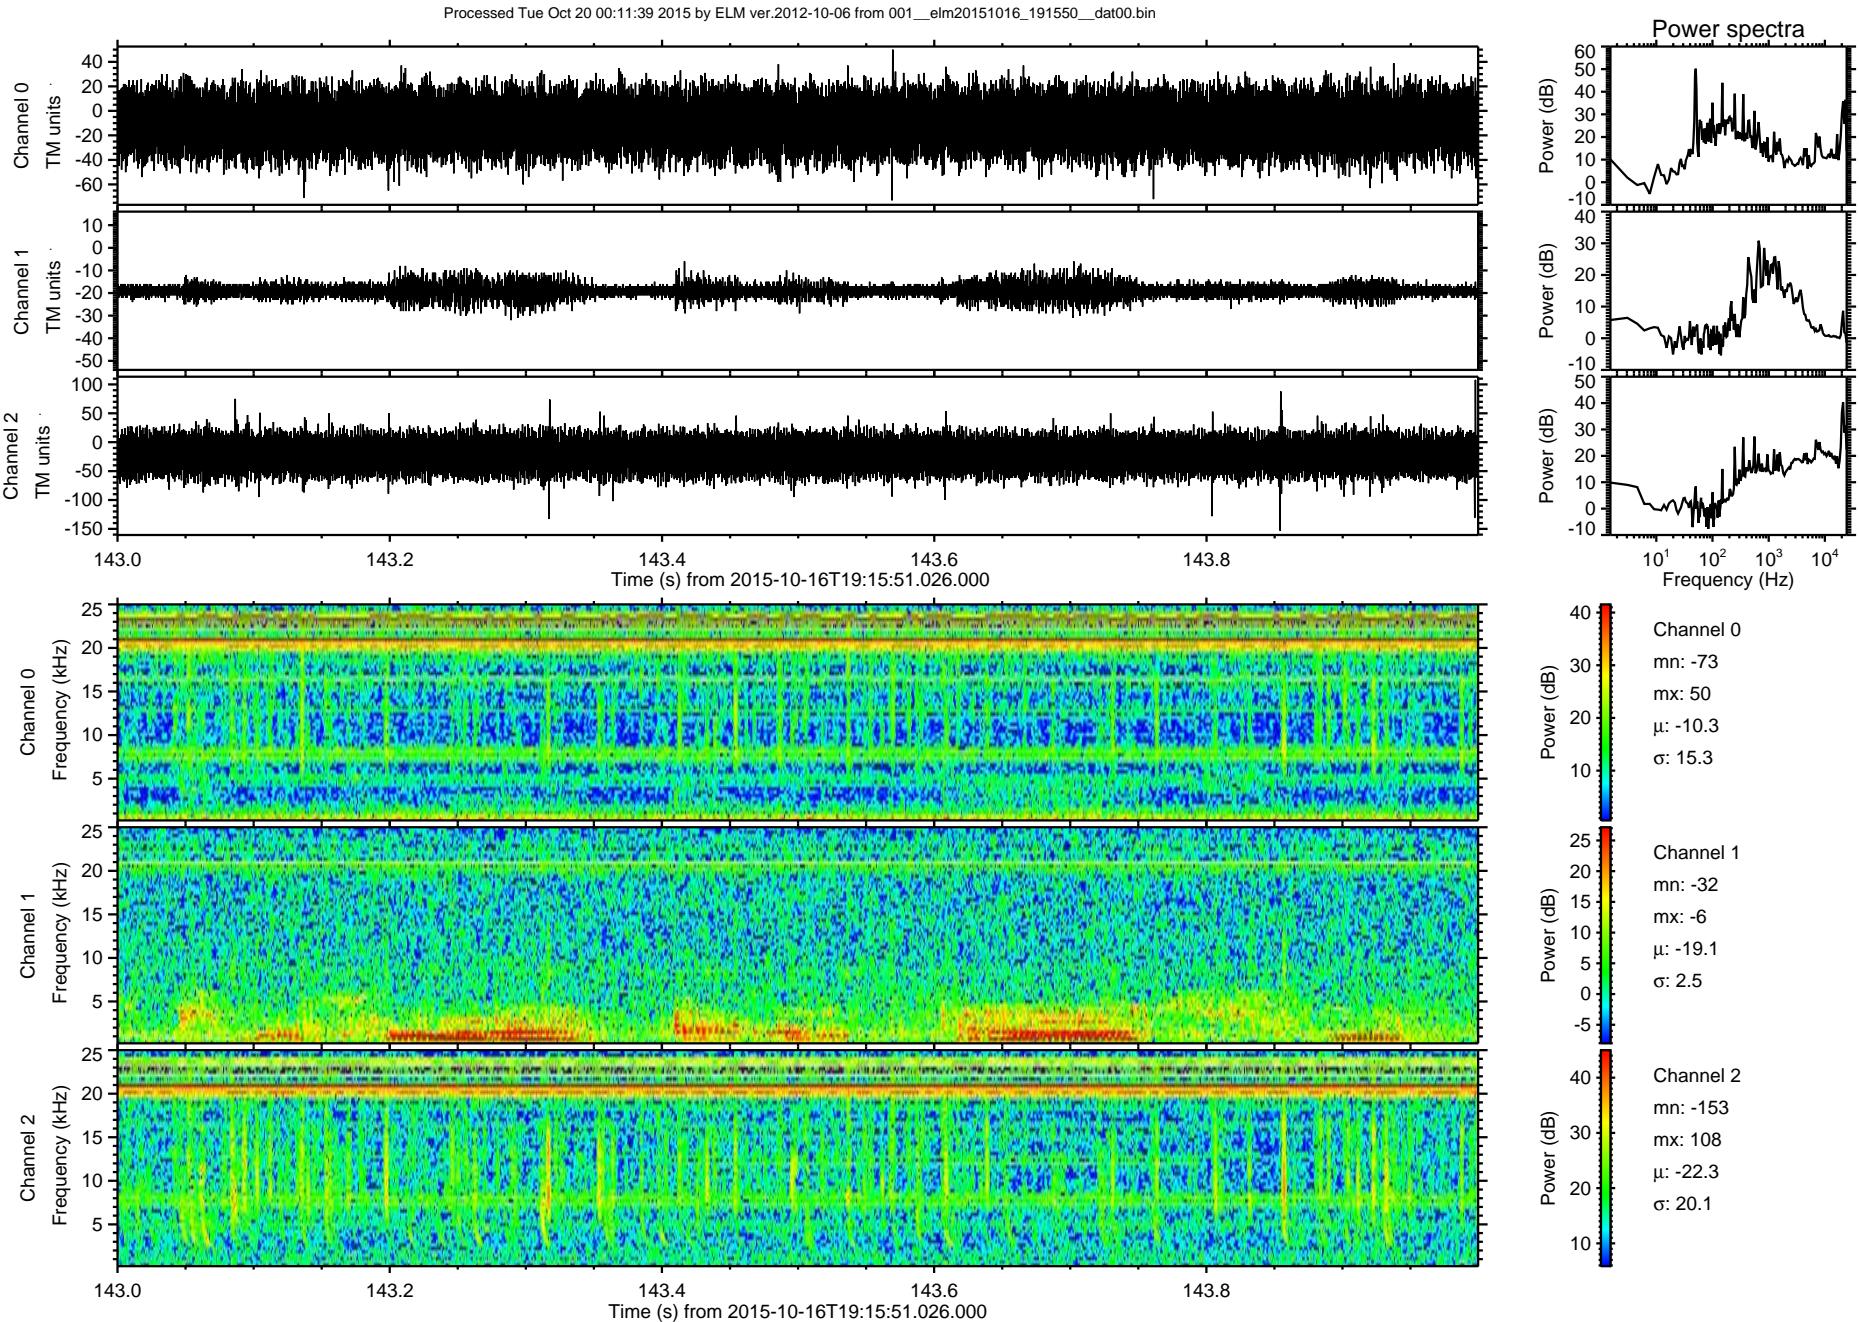 Processed Tue Oct 20 00:11:39 2015 by ELM ver.2012-10-06 from 001__elm20151016_191550__dat00.bin
Power spectra
Channel 0
TM units
40
20
0
-20
-40
-60
Power (dB)
60
50
40
30
20
10
0
-10
Channel 1
TM units
10
0
-10
-20
-30
-40
-50
Power (dB)
40
30
20
10
0
-10
Channel 2
TM units
100
50
0
-50
-100
-150
Power (dB)
50
40
30
20
10
0
-10
143.0 143.2 143.4 143.6 143.8
Time (s) from 2015-10-16T19:15:51.026.000
10¹ 10² 10³ 10⁴
Frequency (Hz)
Channel 0
Frequency (kHz)
25
20
15
10
5
Power (dB)
40
30
20
10
Channel 0
mn: -73
mx: 50
μ: -10.3
σ: 15.3
Channel 1
Frequency (kHz)
25
20
15
10
5
Power (dB)
25
20
15
10
5
0
-5
Channel 1
mn: -32
mx: -6
μ: -19.1
σ: 2.5
Channel 2
Frequency (kHz)
25
20
15
10
5
Power (dB)
40
30
20
10
Channel 2
mn: -153
mx: 108
μ: -22.3
σ: 20.1
143.0 143.2 143.4 143.6 143.8
Time (s) from 2015-10-16T19:15:51.026.000